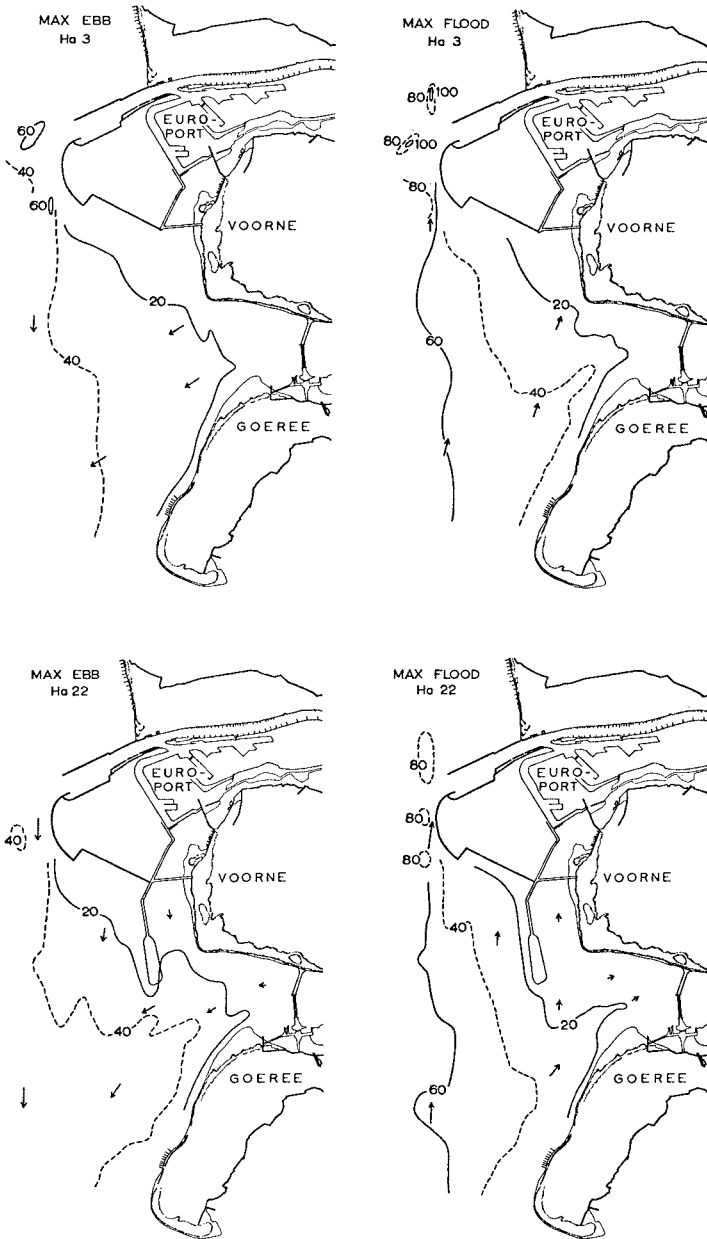 MAX EBB
Ha 3
60
40
60
EURO
PORT
VOORNE
20
40
GOEREE
MAX FLOOD
Ha 3
80 100
80 100
80
EURO
PORT
VOORNE
20
60
40
GOEREE
MAX EBB
Ha 22
40
EURO-
PORT
VOORNE
20
40
GOEREE
MAX FLOOD
Ha 22
80
80
80
EURO-
PORT
VOORNE
40
20
60
GOEREE